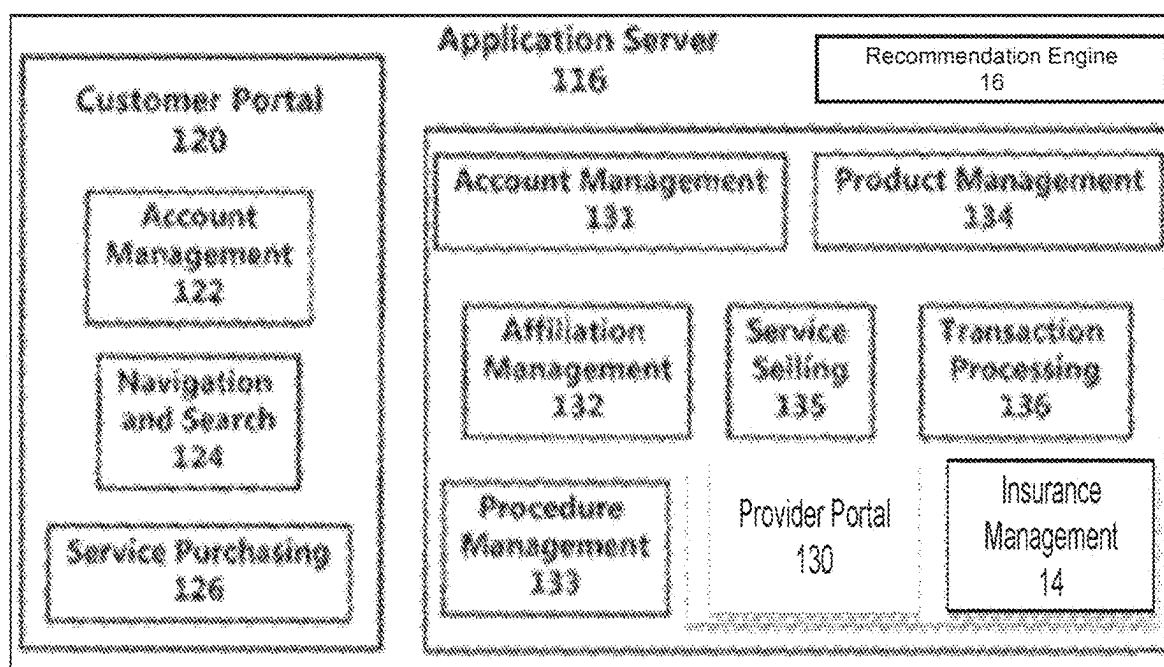 Application Server
116
Recommendation Engine
16
Customer Portal
120
Account
Management
122
Navigation
and Search
124
Service Purchasing
126
Account Management
131
Product Management
134
Affiliation
Management
132
Service
Selling
135
Transaction
Processing
136
Procedure
Management
133
Provider Portal
130
Insurance
Management
14